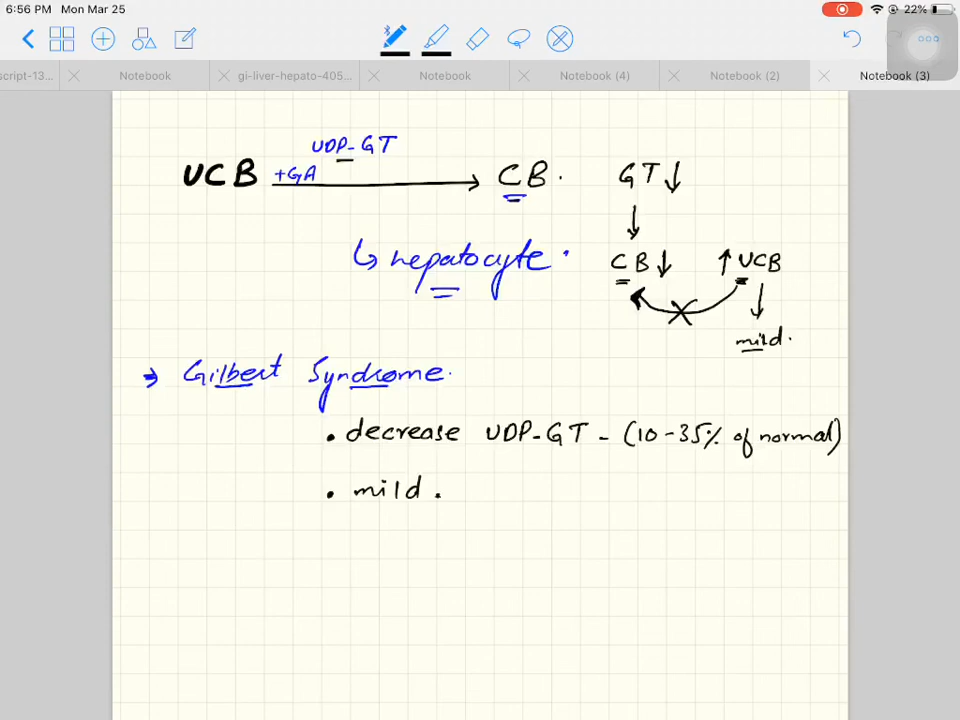 6:56 PM Mon Mar 25
22%
script-13...
Notebook
gi-liver-hepato-405...
Notebook
Notebook (4)
Notebook (2)
Notebook (3)
UDP-GT
UCB +GA → CB. GT↓
↓
↳ hepatocyte. CB↓ ↑UCB
↓
mild.
→ Gilbert Syndrome.
• decrease UDP-GT - (10-35% of normal)
• mild.